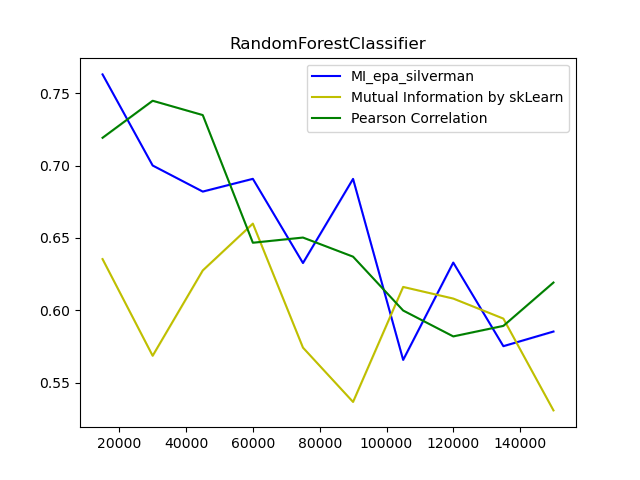 RandomForestClassifier
MI_epa_silverman
Mutual Information by skLearn
Pearson Correlation
0.75
0.70
0.65
0.60
0.55
20000 40000 60000 80000 100000 120000 140000